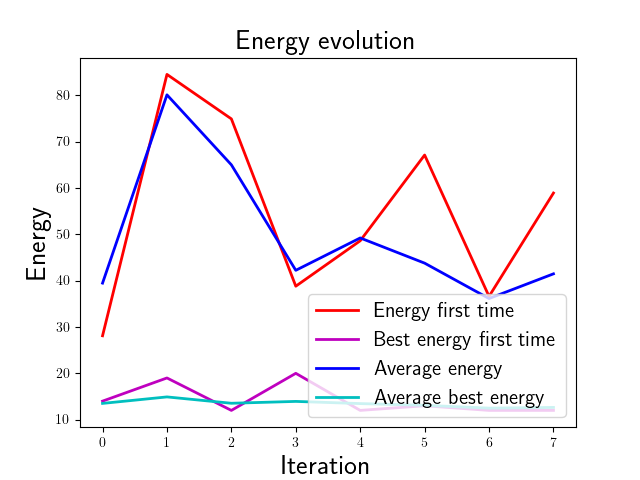 Energy evolution
Energy
80
70
60
50
40
30
20
10
Energy first time
Best energy first time
Average energy
Average best energy
0 1 2 3 4 5 6 7
Iteration